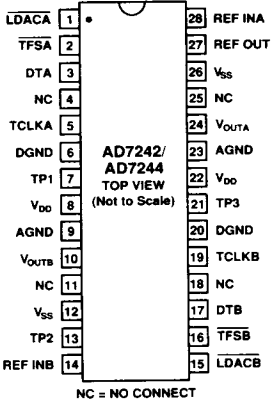 LDACA 1 28 REF INA
TFSA 2 27 REF OUT
DTA 3 26 VSS
NC 4 25 NC
TCLKA 5 24 VOUTA
DGND 6 23 AGND
TP1 7 22 VDD
VDD 8 21 TP3
AGND 9 20 DGND
VOUTB 10 19 TCLKB
NC 11 18 NC
VSS 12 17 DTB
TP2 13 16 TFSB
REF INB 14 15 LDACB
AD7242/
AD7244
TOP VIEW
(Not to Scale)
NC = NO CONNECT